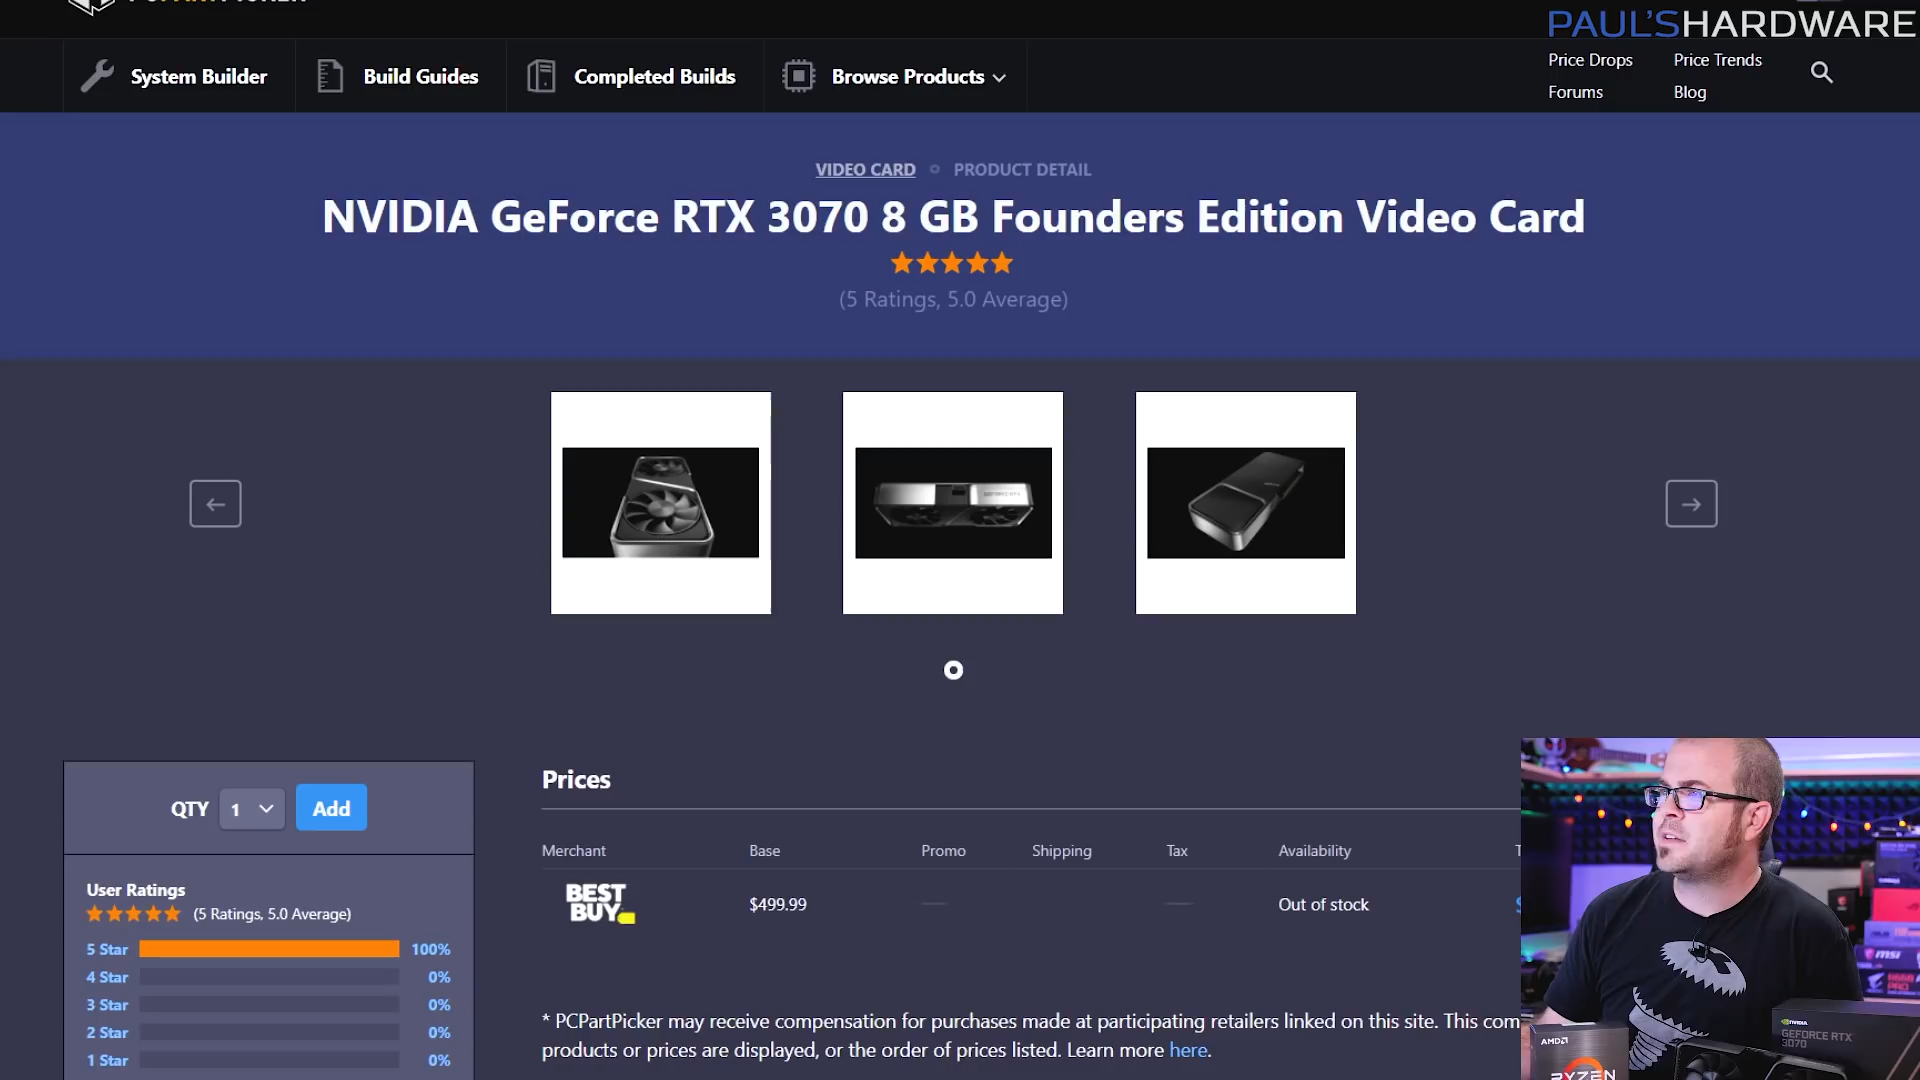 PAUL'SHARDWARE
System Builder
Build Guides
Completed Builds
Browse Products
Price Drops
Price Trends
Forums
Blog
VIDEO CARD
PRODUCT DETAIL
NVIDIA GeForce RTX 3070 8 GB Founders Edition Video Card
(5 Ratings, 5.0 Average)
QTY 1 Add
Prices
Merchant Base Promo Shipping Tax Availability T
BEST
BUY
$499.99 — — Out of stock
User Ratings
(5 Ratings, 5.0 Average)
5 Star 100%
4 Star 0%
3 Star 0%
2 Star 0%
1 Star 0%
* PCPartPicker may receive compensation for purchases made at participating retailers linked on this site. This com
products or prices are displayed, or the order of prices listed. Learn more here.
msi
NVIDIA
GEFORCE RTX
3070
AMD
RYZEN